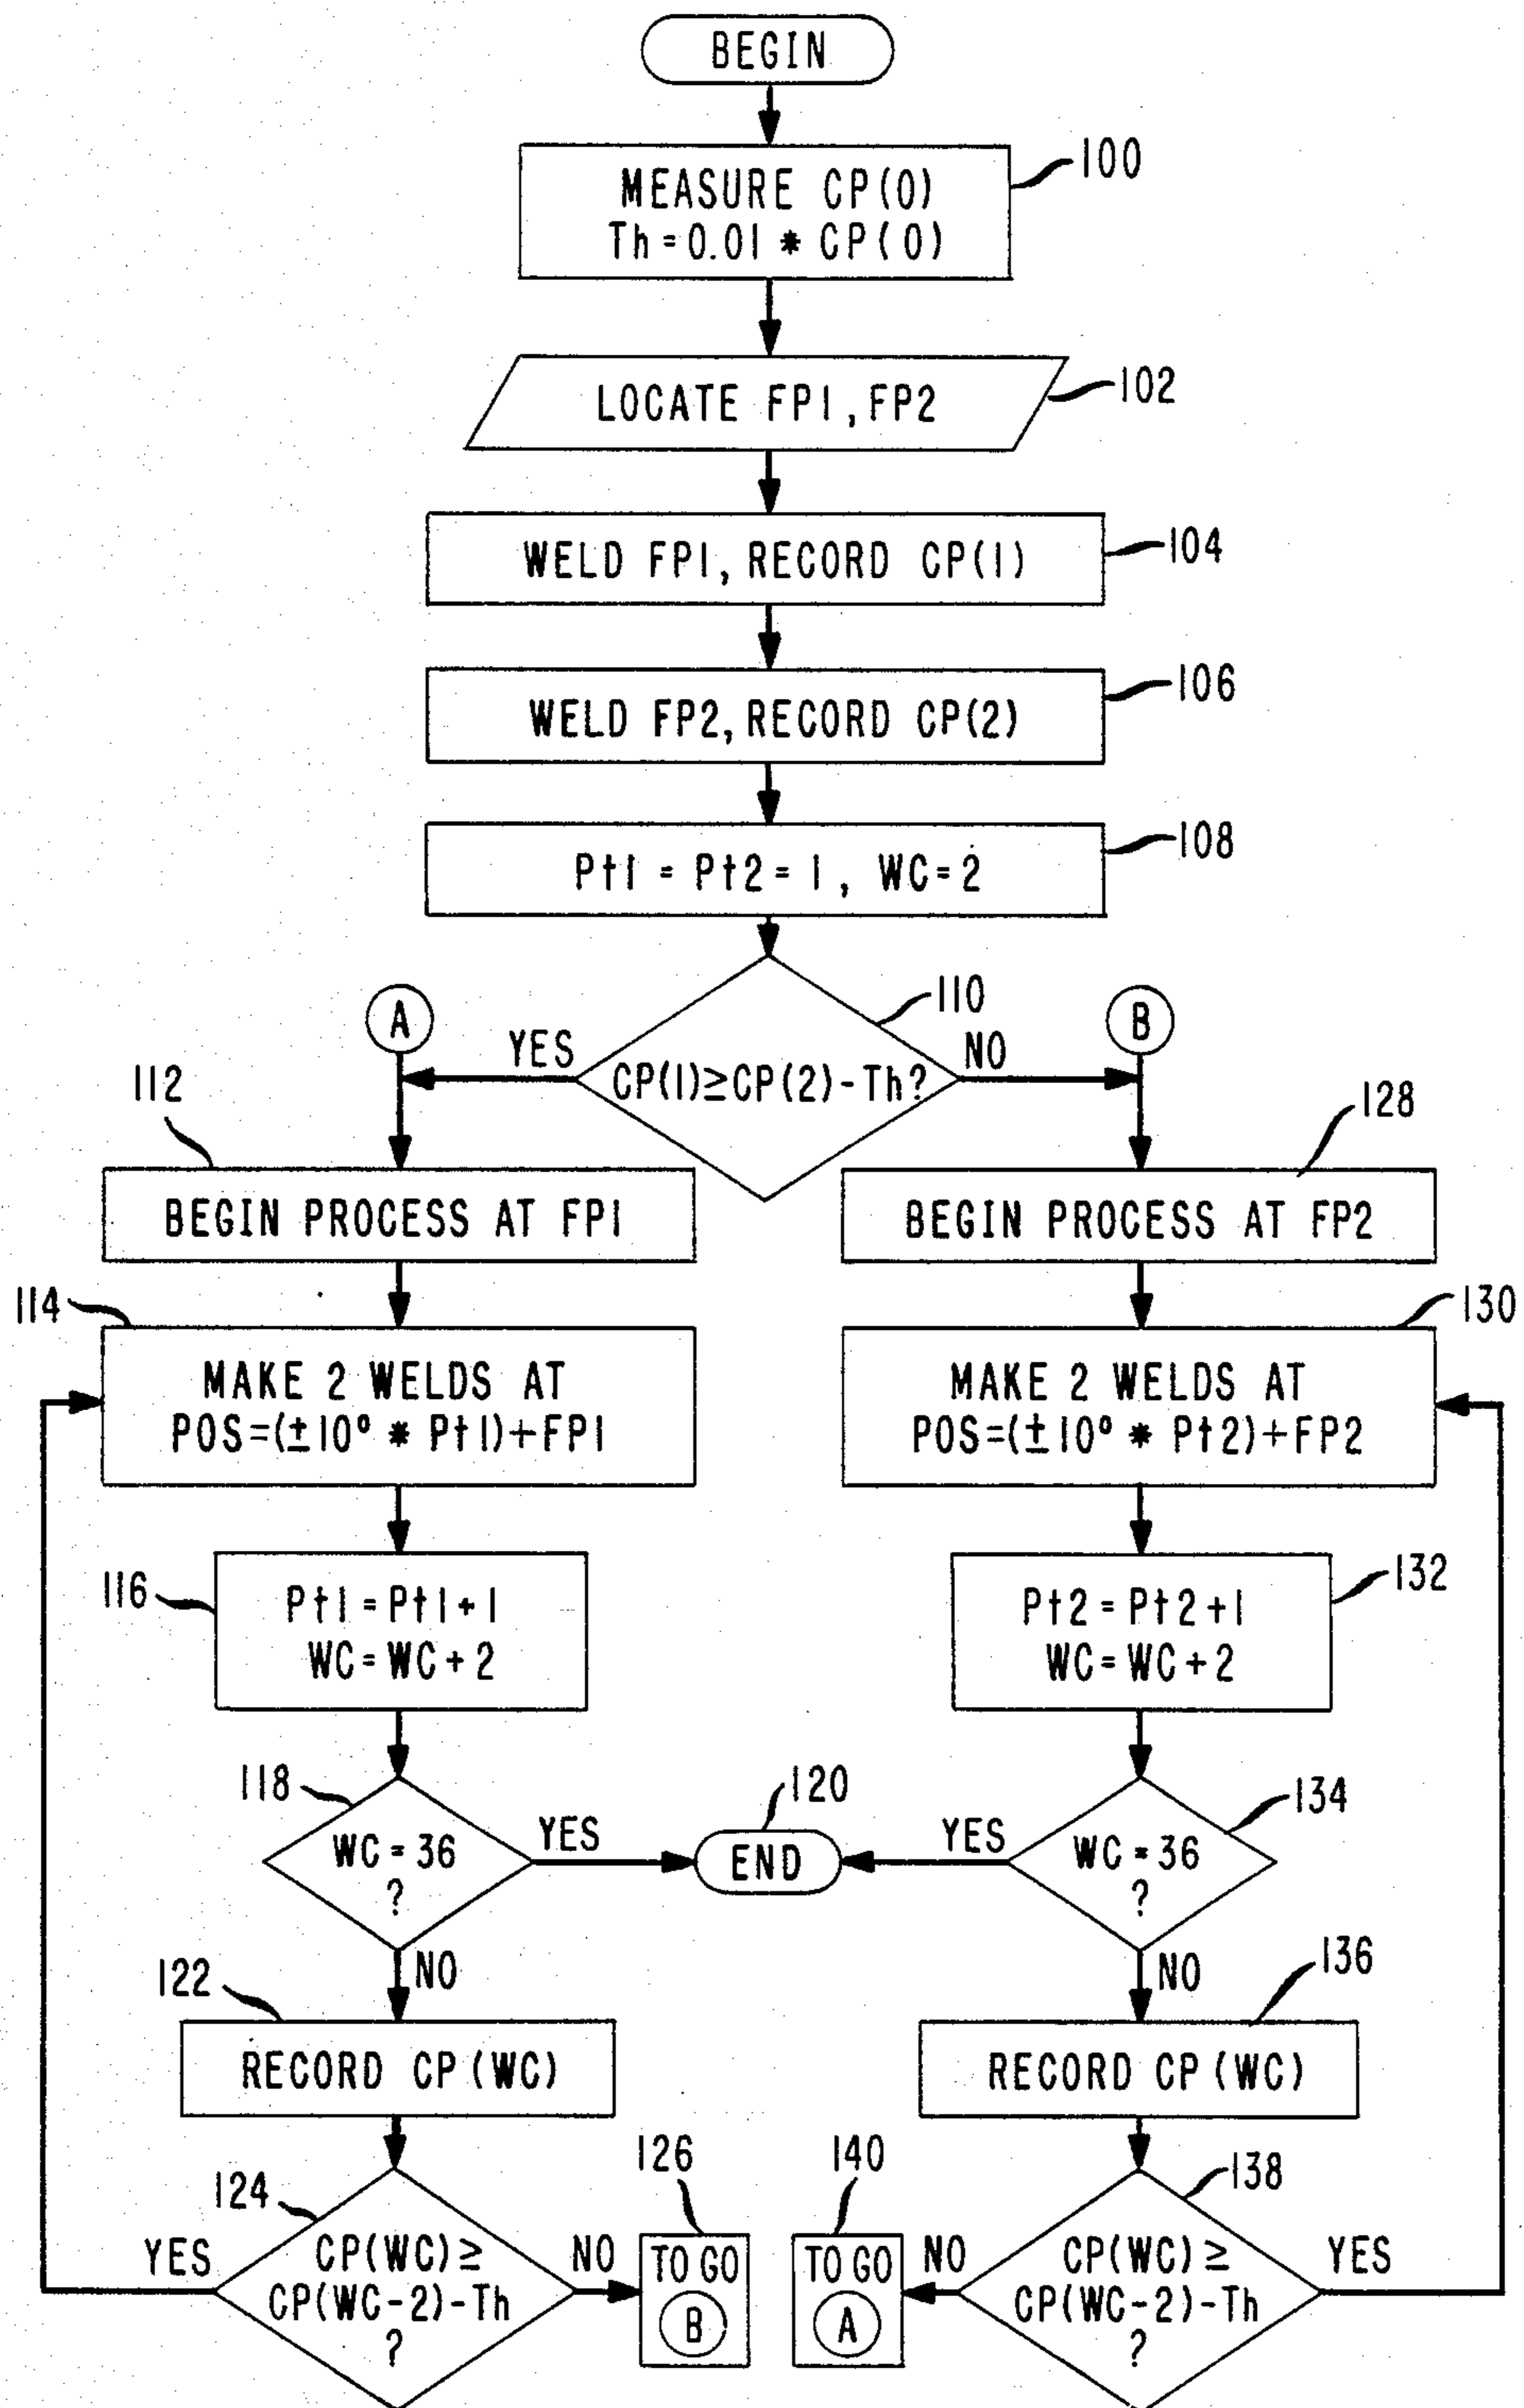 BEGIN
MEASURE CP(0)
Th=0.01 * CP(0)
100
LOCATE FP1, FP2
102
WELD FP1, RECORD CP(1)
104
WELD FP2, RECORD CP(2)
106
Pt1 = Pt2 = 1, WC=2
108
A
YES
CP(1)≥CP(2)-Th?
110
NO
B
112
BEGIN PROCESS AT FP1
128
BEGIN PROCESS AT FP2
114
MAKE 2 WELDS AT
POS=(±10° * Pt1)+FP1
130
MAKE 2 WELDS AT
POS=(±10° * Pt2)+FP2
116
Pt1 = Pt1+1
WC=WC+2
132
Pt2 = Pt2+1
WC=WC+2
118
WC=36
?
YES
120
END
YES
134
WC=36
?
NO
NO
122
RECORD CP(WC)
136
RECORD CP(WC)
124
YES
CP(WC)≥
CP(WC-2)-Th
?
NO
126
TO GO
B
140
TO GO
A
NO
138
CP(WC)≥
CP(WC-2)-Th
?
YES